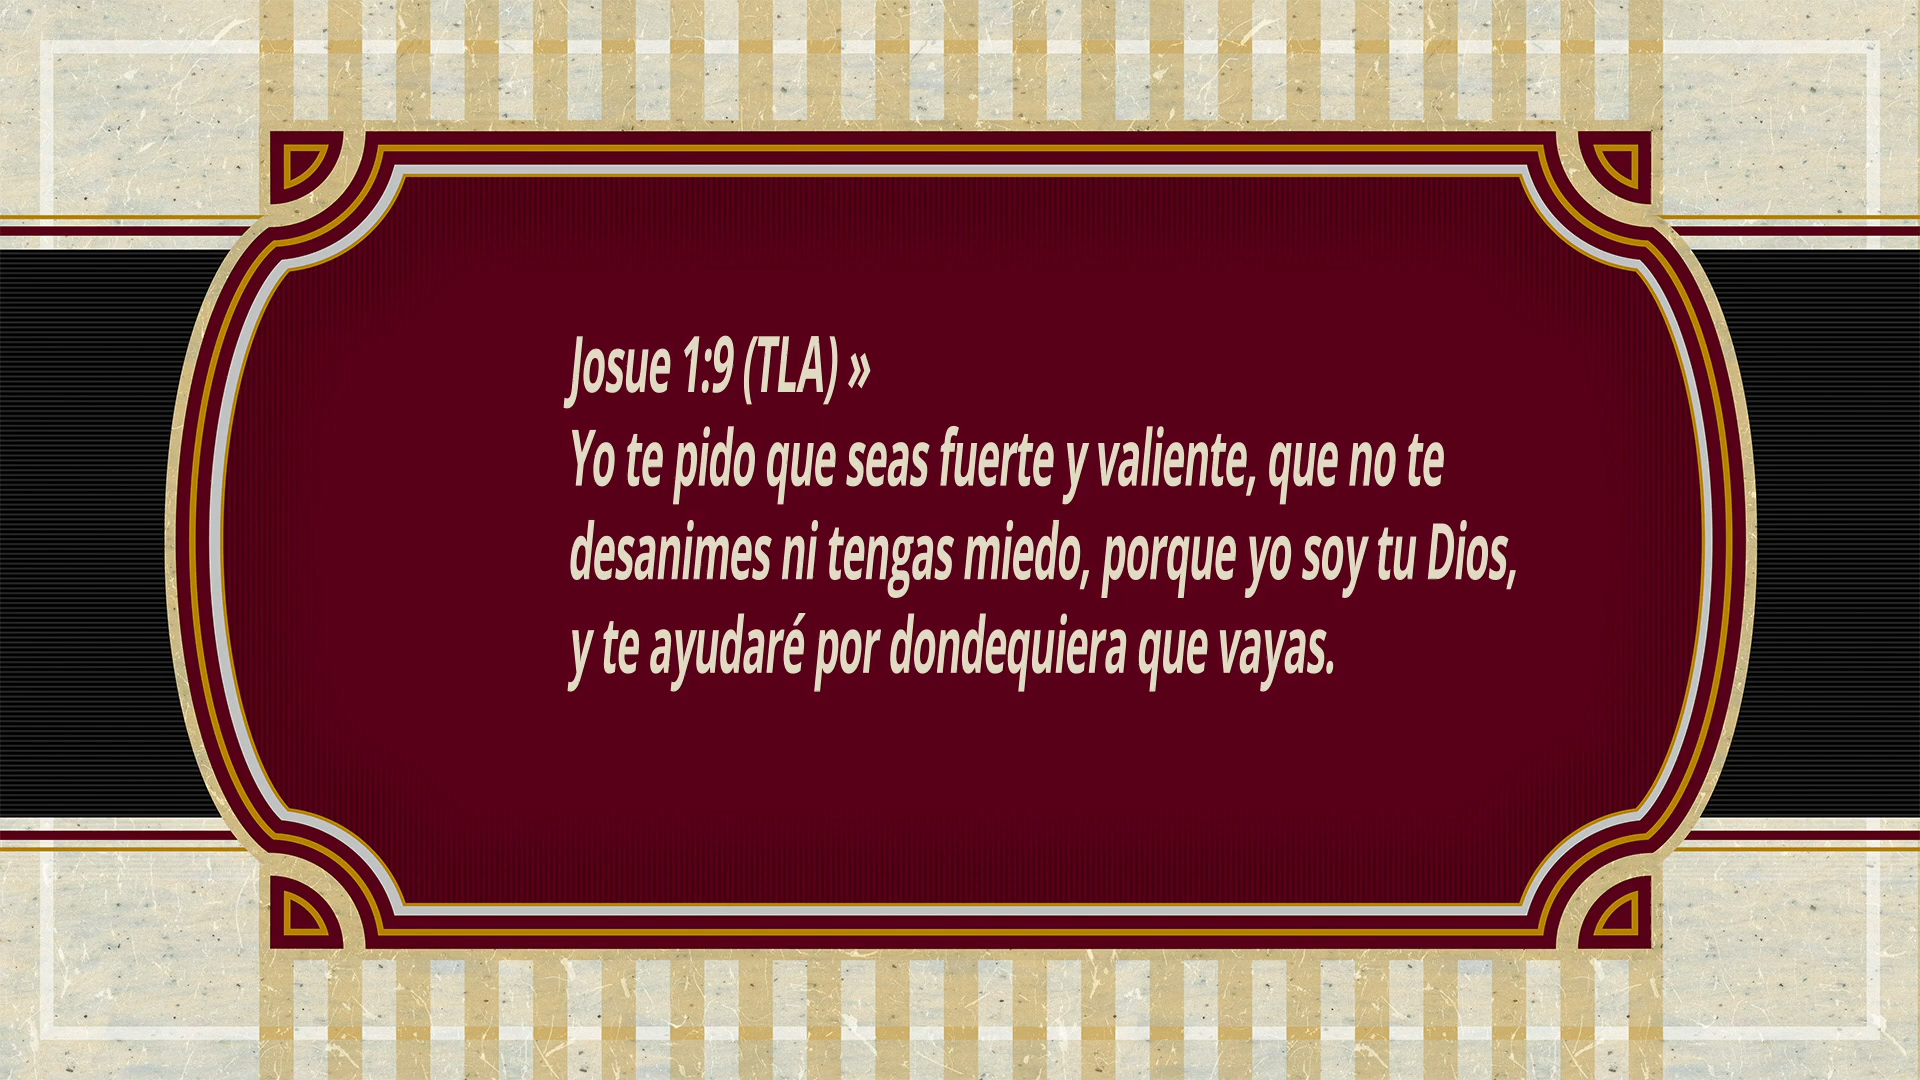 Josue 1:9 (TLA) »
Yo te pido que seas fuerte y valiente, que no te
desanimes ni tengas miedo, porque yo soy tu Dios,
y te ayudaré por dondequiera que vayas.